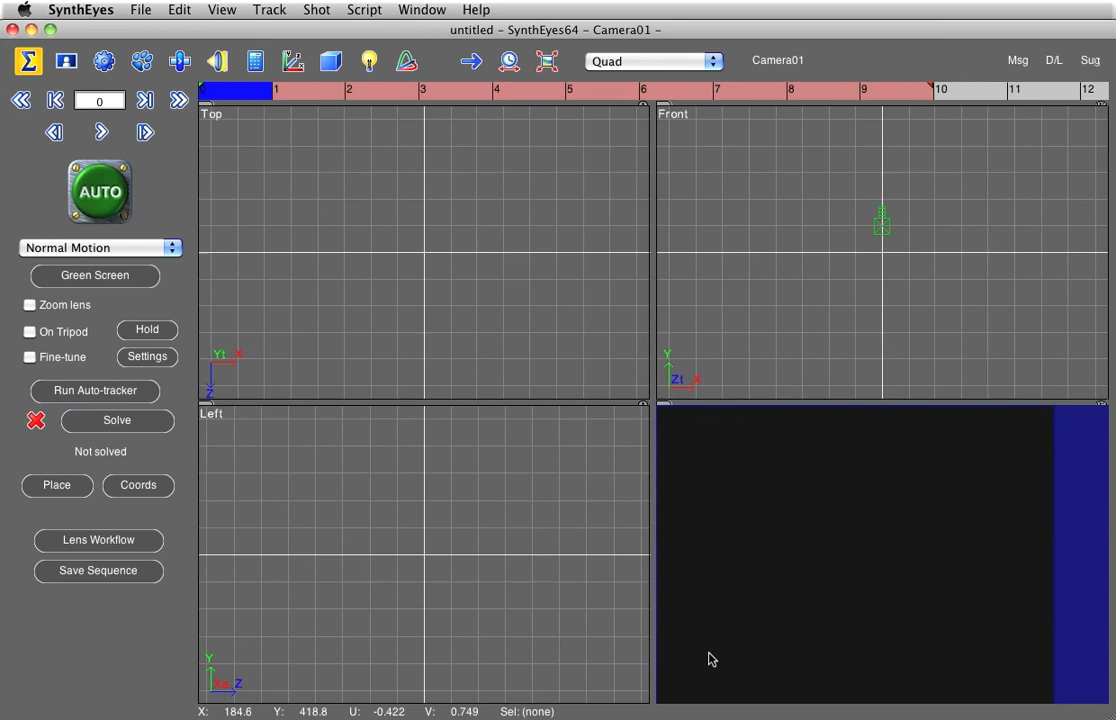 SynthEyes File Edit View Track Shot Script Window Help
untitled - SynthEyes64 - Camera01 -
Σ Quad Camera01 Msg D/L Sug
0 1 2 3 4 5 6 7 8 9 10 11 12
0
Top Front
AUTO
Normal Motion
Green Screen
Zoom lens
On Tripod Hold
Fine-tune Settings
Yt X Z
Y Zt X
Run Auto-tracker
Left
Solve
Not solved
Place Coords
Lens Workflow
Save Sequence
Y Z
X: 184.6 Y: 418.8 U: -0.422 V: 0.749 Sel: (none)